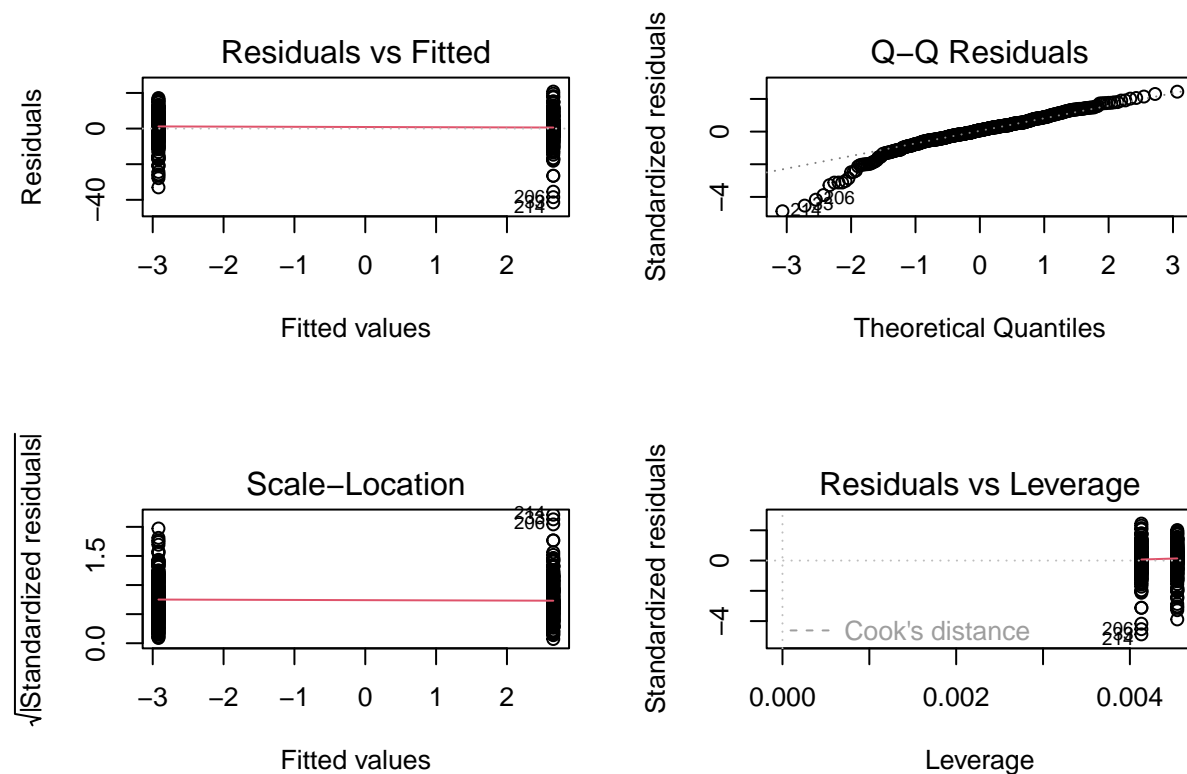 Residuals vs Fitted
Residuals
0
−40
206
214
−3 −2 −1 0 1 2
Fitted values
Q−Q Residuals
Standardized residuals
0
−4
206
214
−3 −2 −1 0 1 2 3
Theoretical Quantiles
Scale−Location
√|Standardized residuals|
1.5
0.0
214
206
−3 −2 −1 0 1 2
Fitted values
Residuals vs Leverage
Standardized residuals
0
−4
Cook's distance
206
214
0.000 0.002 0.004
Leverage